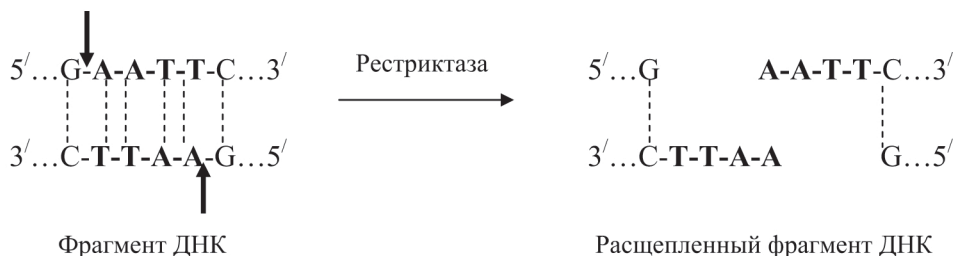 5/…G-A-A-T-T-C…3/ Рестриктаза 5/…G A-A-T-T-C…3/
3/…C-T-T-A-A-G…5/ 3/…C-T-T-A-A G…5/
Фрагмент ДНК Расщепленный фрагмент ДНК